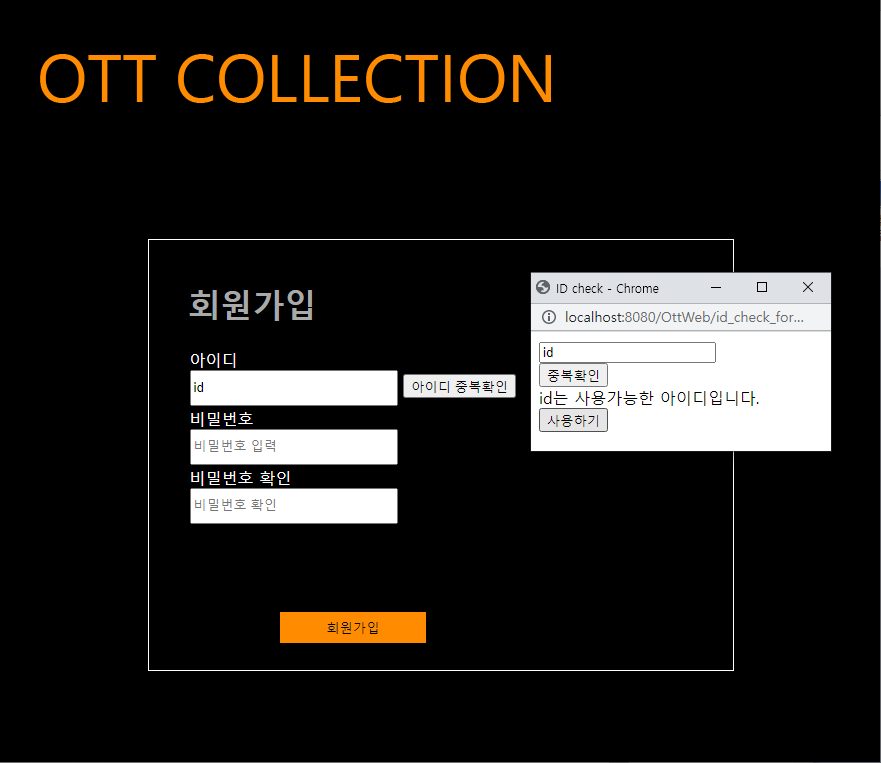 OTT COLLECTION
회원가입
아이디
id
아이디 중복확인
비밀번호
비밀번호 입력
비밀번호 확인
비밀번호 확인
회원가입
ID check - Chrome
localhost:8080/OttWeb/id_check_for...
id
중복확인
id는 사용가능한 아이디입니다.
사용하기